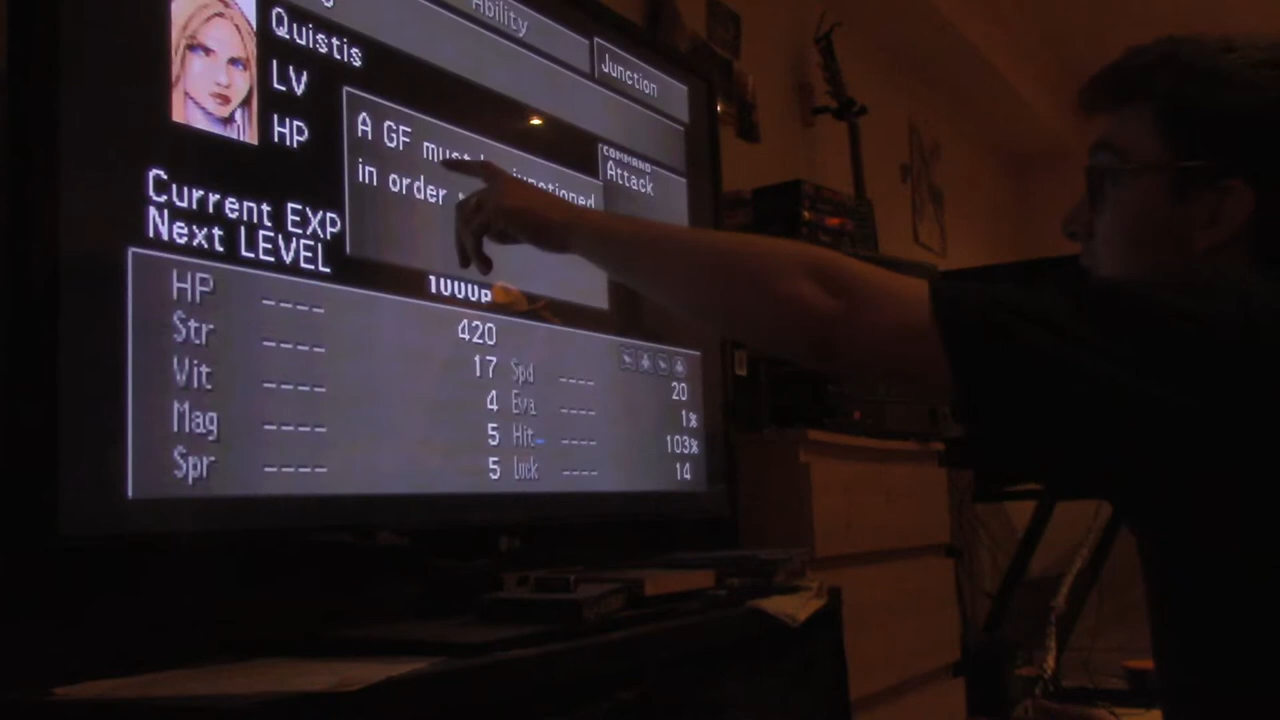 Ability
Junction
Quistis
LV
HP
A GF must junctioned
in order
COMMAND
Attack
Current EXP
Next LEVEL
1000p
HP ---- 420
Str ---- 17 Spd ---- 20
Vit ---- 4 Eva ---- 1%
Mag ---- 5 Hit ---- 103%
Spr ---- 5 Luck ---- 14